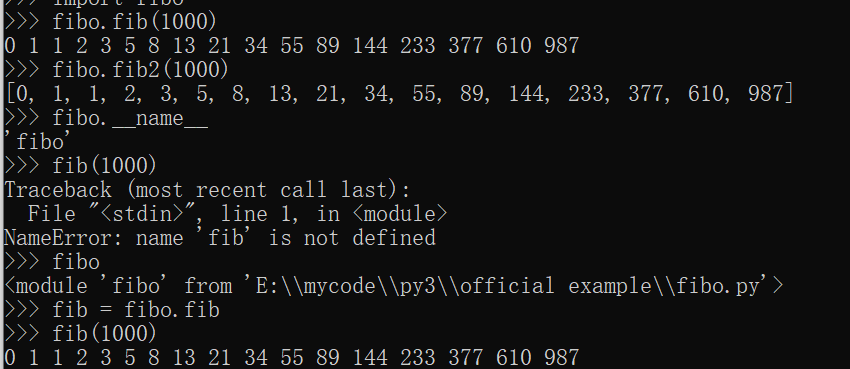 >>> import fibo
>>> fibo.fib(1000)
0 1 1 2 3 5 8 13 21 34 55 89 144 233 377 610 987
>>> fibo.fib2(1000)
[0, 1, 1, 2, 3, 5, 8, 13, 21, 34, 55, 89, 144, 233, 377, 610, 987]
>>> fibo.__name__
'fibo'
>>> fib(1000)
Traceback (most recent call last):
  File "<stdin>", line 1, in <module>
NameError: name 'fib' is not defined
>>> fibo
<module 'fibo' from 'E:\\mycode\\py3\\official example\\fibo.py'>
>>> fib = fibo.fib
>>> fib(1000)
0 1 1 2 3 5 8 13 21 34 55 89 144 233 377 610 987